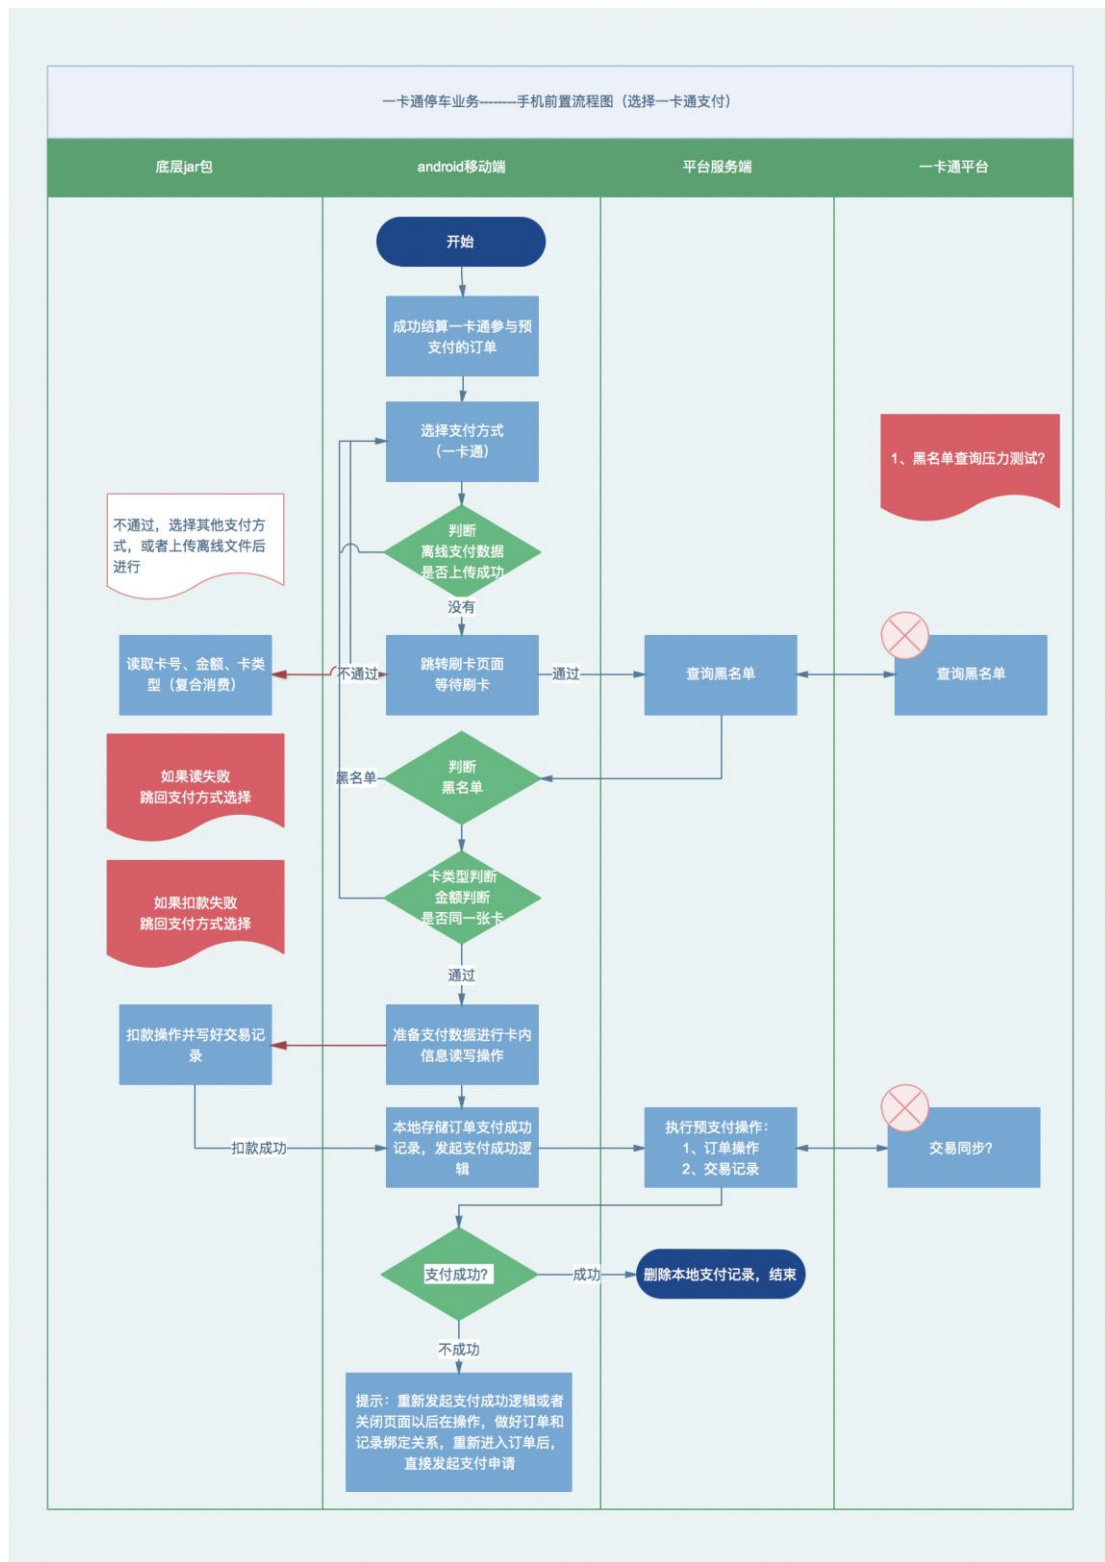 一卡通停车业务--------手机前置流程图（选择一卡通支付）
底层jar包
android移动端
平台服务端
一卡通平台
开始
成功结算一卡通参与预
支付的订单
选择支付方式
（一卡通）
1、黑名单查询压力测试?
不通过，选择其他支付方
式，或者上传离线文件后
进行
判断
离线支付数据
是否上传成功
没有
读取卡号、金额、卡类
型（复合消费）
不通过
跳转刷卡页面
等待刷卡
通过
查询黑名单
查询黑名单
如果读失败
跳回支付方式选择
黑名单
判断
黑名单
如果扣款失败
跳回支付方式选择
卡类型判断
金额判断
是否同一张卡
通过
扣款操作并写好交易记
录
准备支付数据进行卡内
信息读写操作
扣款成功
本地存储订单支付成功
记录，发起支付成功逻
辑
执行预支付操作：
1、订单操作
2、交易记录
交易同步?
支付成功?
成功
删除本地支付记录，结束
不成功
提示：重新发起支付成功逻辑或者
关闭页面以后在操作，做好订单和
记录绑定关系，重新进入订单后，
直接发起支付申请